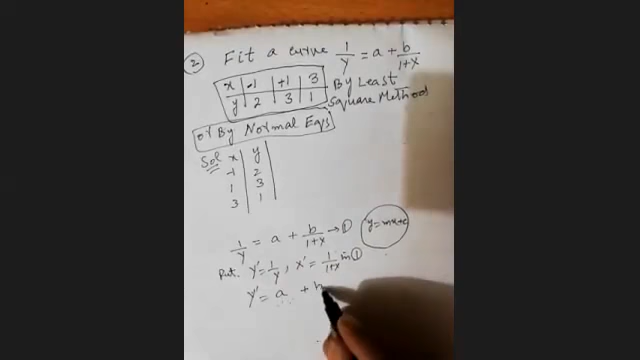 2. Fit a curve 1/Y = a + b/(1+X)
x | -1 | +1 | 3
y | 2 | 3 | 1
By Least Square Method
or By Normal Eqs
Sol x | y
-1 | 2
1 | 3
3 | 1
1/Y = a + b/(1+X) → ①
y = mx+c
Put Y' = 1/Y, X' = 1/(1+X) in ①
Y' = a + b